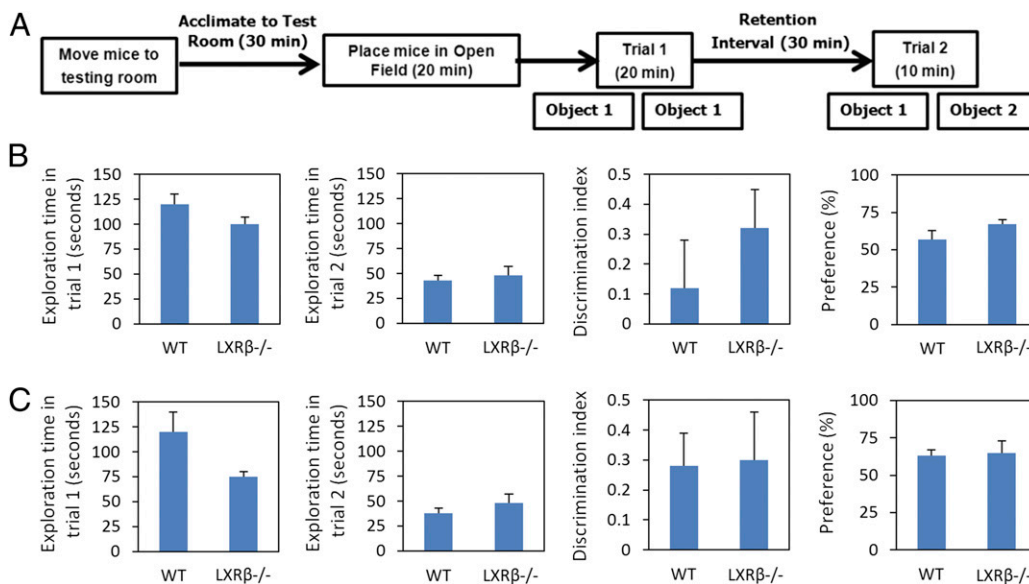 A
Move mice to
testing room
Acclimate to Test
Room (30 min)
Place mice in Open
Field (20 min)
Trial 1
(20 min)
Object 1
Object 1
Retention
Interval (30 min)
Trial 2
(10 min)
Object 1
Object 2
B
Exploration time in
trial 1 (seconds)
150
125
100
75
50
25
0
WT
LXRβ-/-
Exploration time in
trial 2 (seconds)
150
125
100
75
50
25
0
WT
LXRβ-/-
Discrimination index
0.5
0.4
0.3
0.2
0.1
0
WT
LXRβ-/-
Preference (%)
100
75
50
25
0
WT
LXRβ-/-
C
Exploration time in
trial 1 (seconds)
150
125
100
75
50
25
0
WT
LXRβ-/-
Exploration time in
trial 2 (seconds)
150
125
100
75
50
25
0
WT
LXRβ-/-
Discrimination index
0.5
0.4
0.3
0.2
0.1
0
WT
LXRβ-/-
Preference (%)
100
75
50
25
0
WT
LXRβ-/-